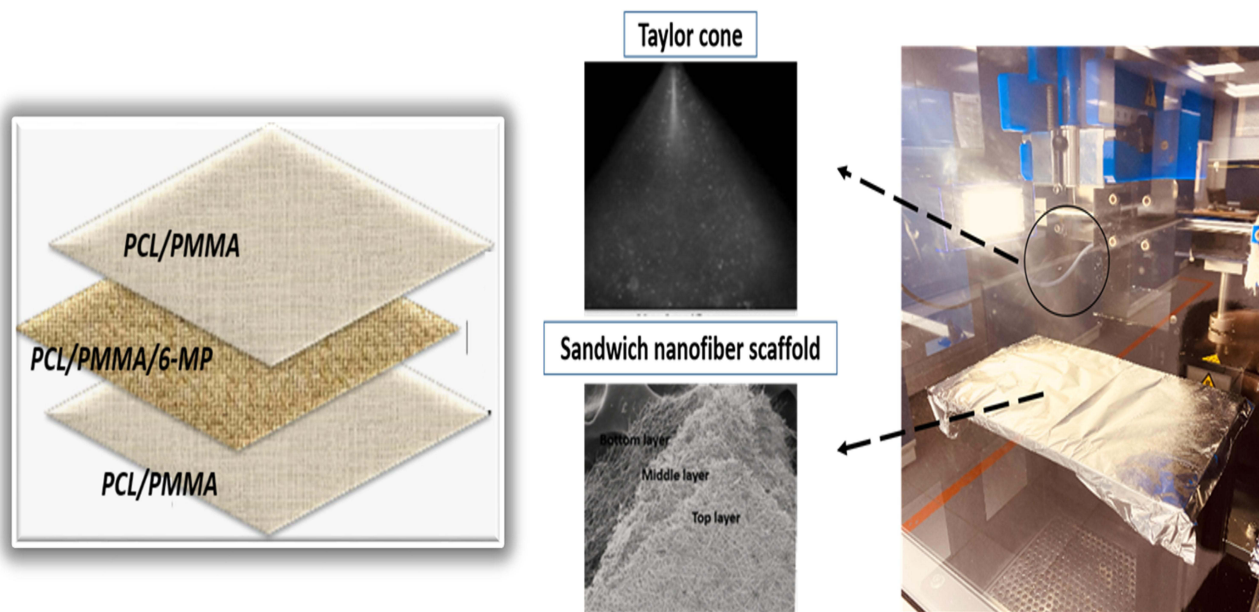 PCL/PMMA
PCL/PMMA/6-MP
PCL/PMMA
Taylor cone
Sandwich nanofiber scaffold
Bottom layer
Middle layer
Top layer